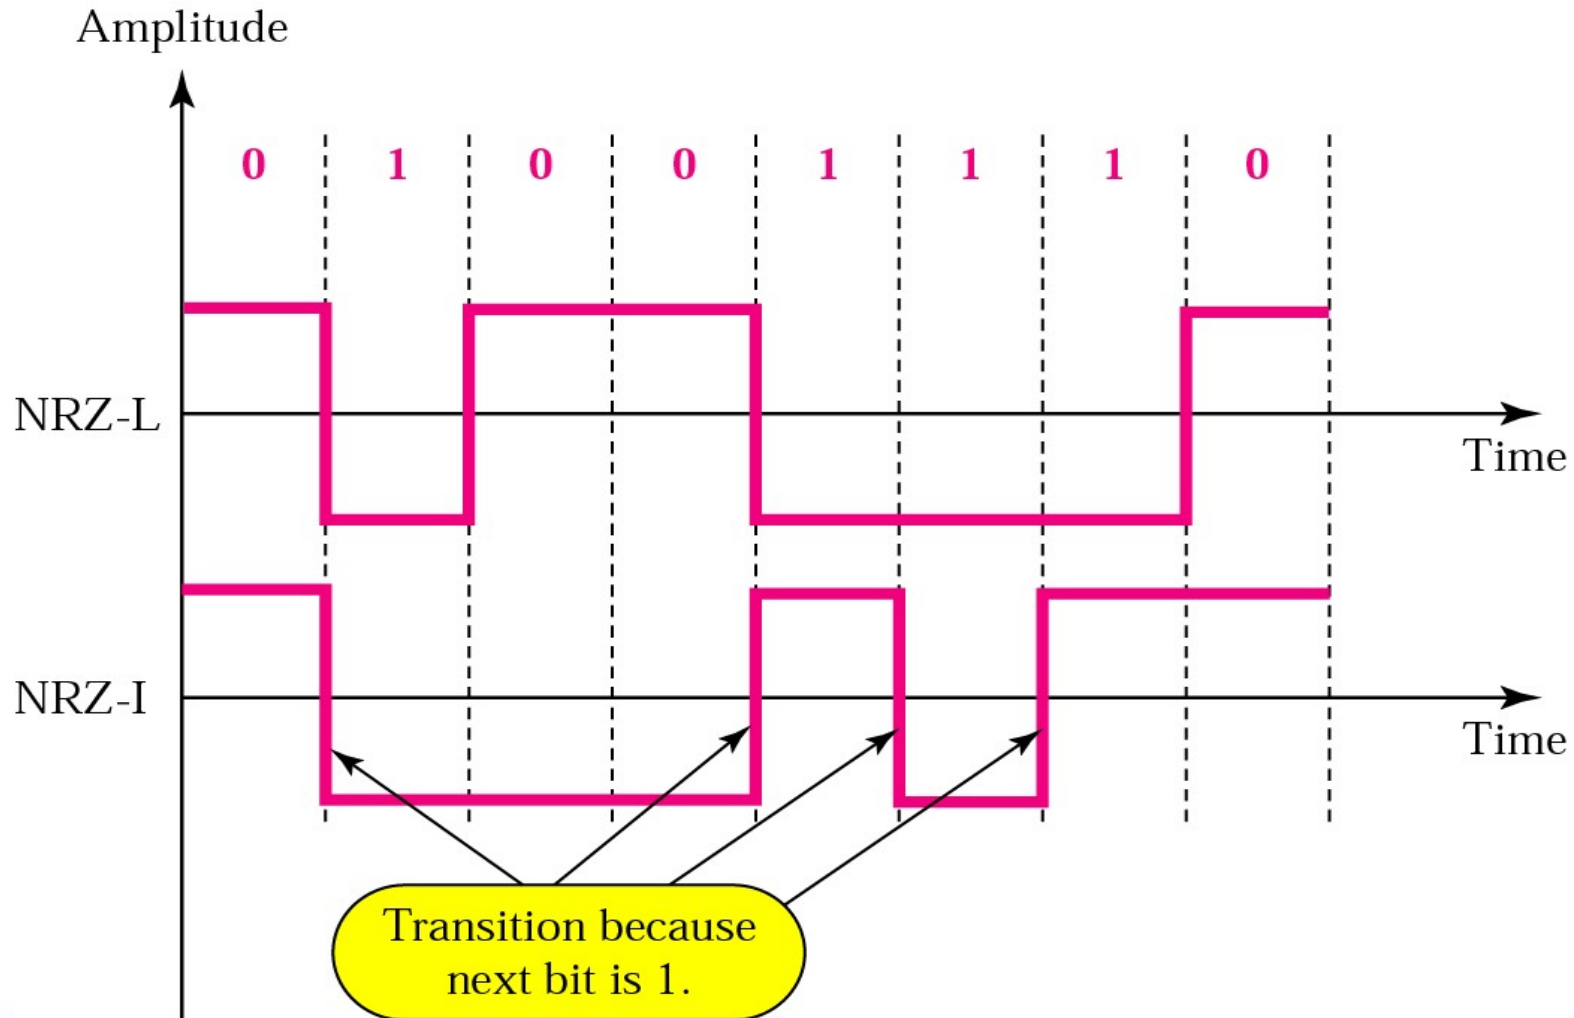 Amplitude
0 1 0 0 1 1 1 0
NRZ-L
Time
NRZ-I
Time
Transition because
next bit is 1.